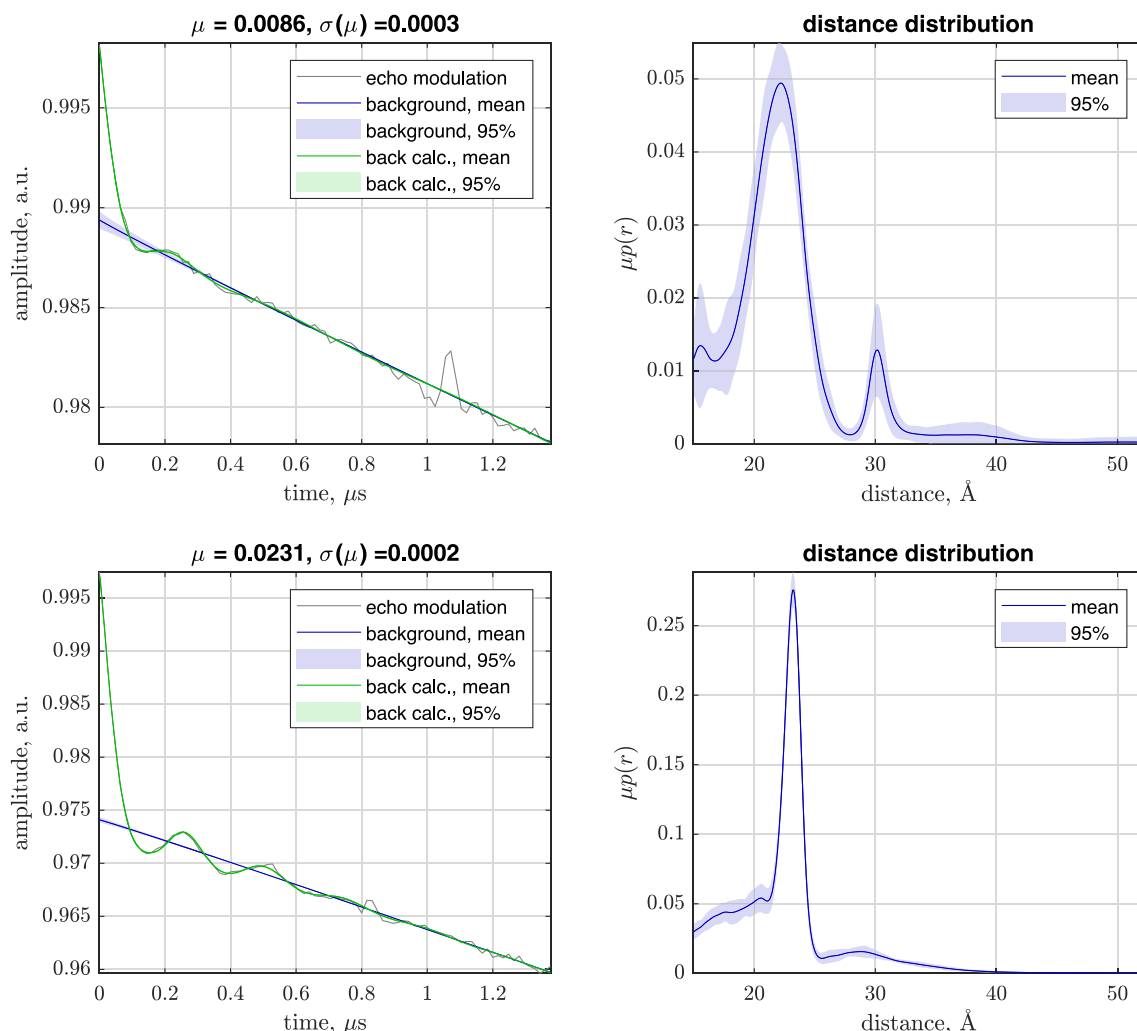 μ = 0.0086, σ(μ) =0.0003
0.995
0.99
0.985
0.98
amplitude, a.u.
echo modulation
background, mean
background, 95%
back calc., mean
back calc., 95%
0 0.2 0.4 0.6 0.8 1 1.2
time, μs
distance distribution
0.05
0.04
0.03
0.02
0.01
0
μp(r)
mean
95%
20 30 40 50
distance, Å
μ = 0.0231, σ(μ) =0.0002
0.995
0.99
0.985
0.98
0.975
0.97
0.965
0.96
amplitude, a.u.
echo modulation
background, mean
background, 95%
back calc., mean
back calc., 95%
0 0.2 0.4 0.6 0.8 1 1.2
time, μs
distance distribution
0.25
0.2
0.15
0.1
0.05
0
μp(r)
mean
95%
20 30 40 50
distance, Å